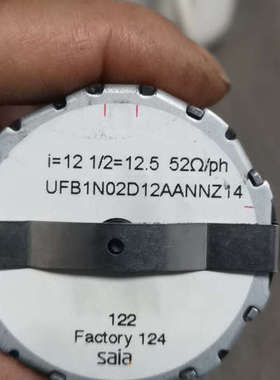 i=12 1/2=12.5 52Ω/ph
UFB1N02D12AANNZ14
122
Factory 124
saia